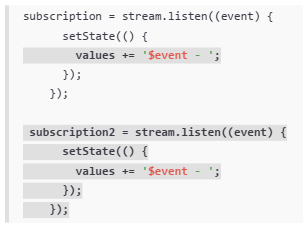 subscription = stream.listen((event) {
setState(() {
values += '$event - ';
});
});
subscription2 = stream.listen((event) {
setState(() {
values += '$event - ';
});
});